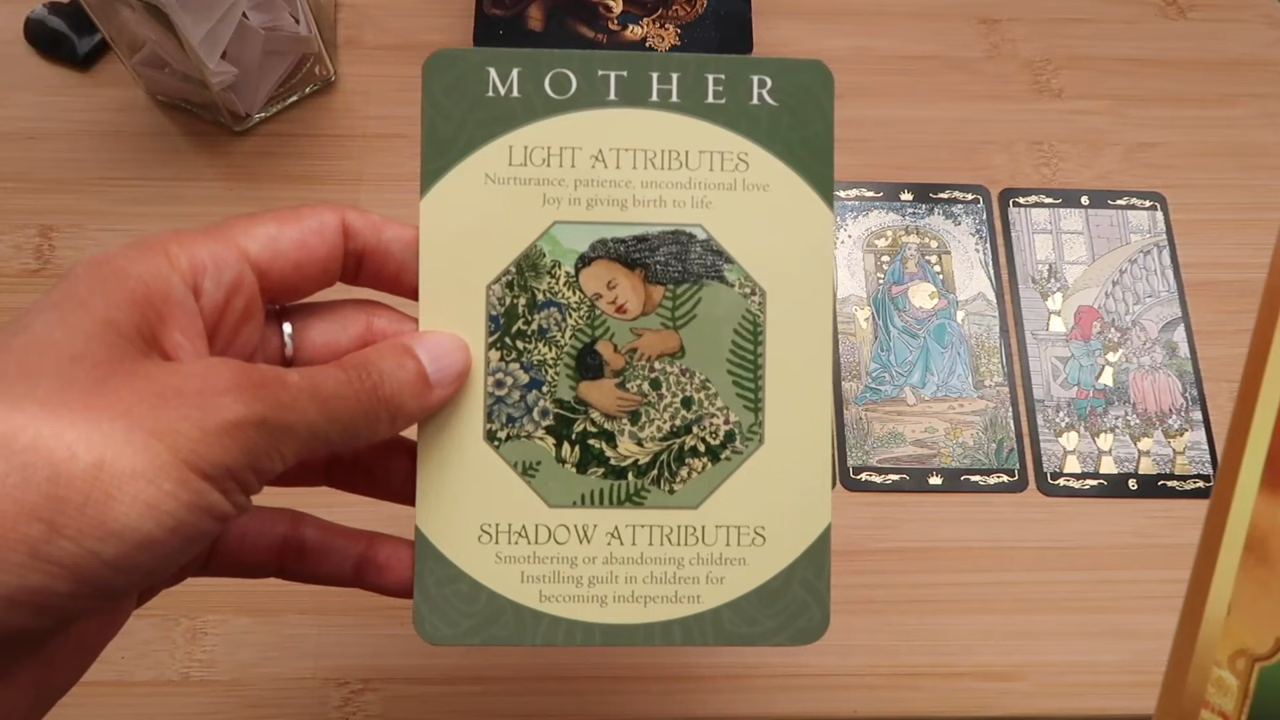 MOTHER
LIGHT ATTRIBUTES
Nurturance, patience, unconditional love.
Joy in giving birth to life.
SHADOW ATTRIBUTES
Smothering or abandoning children.
Instilling guilt in children for
becoming independent.
6
6